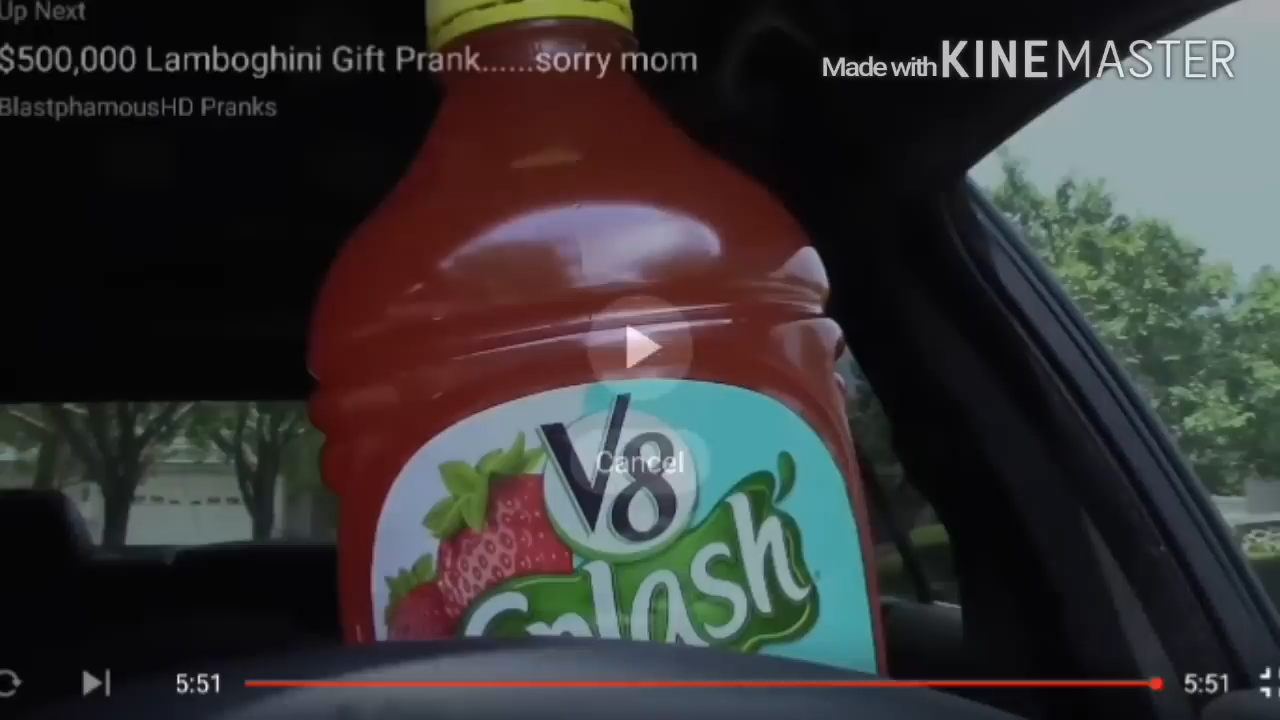 Up Next
$500,000 Lamboghini Gift Prank......sorry mom
BlastphamousHD Pranks
Made with KINEMASTER
V8
Cancel
Splash
5:51
5:51